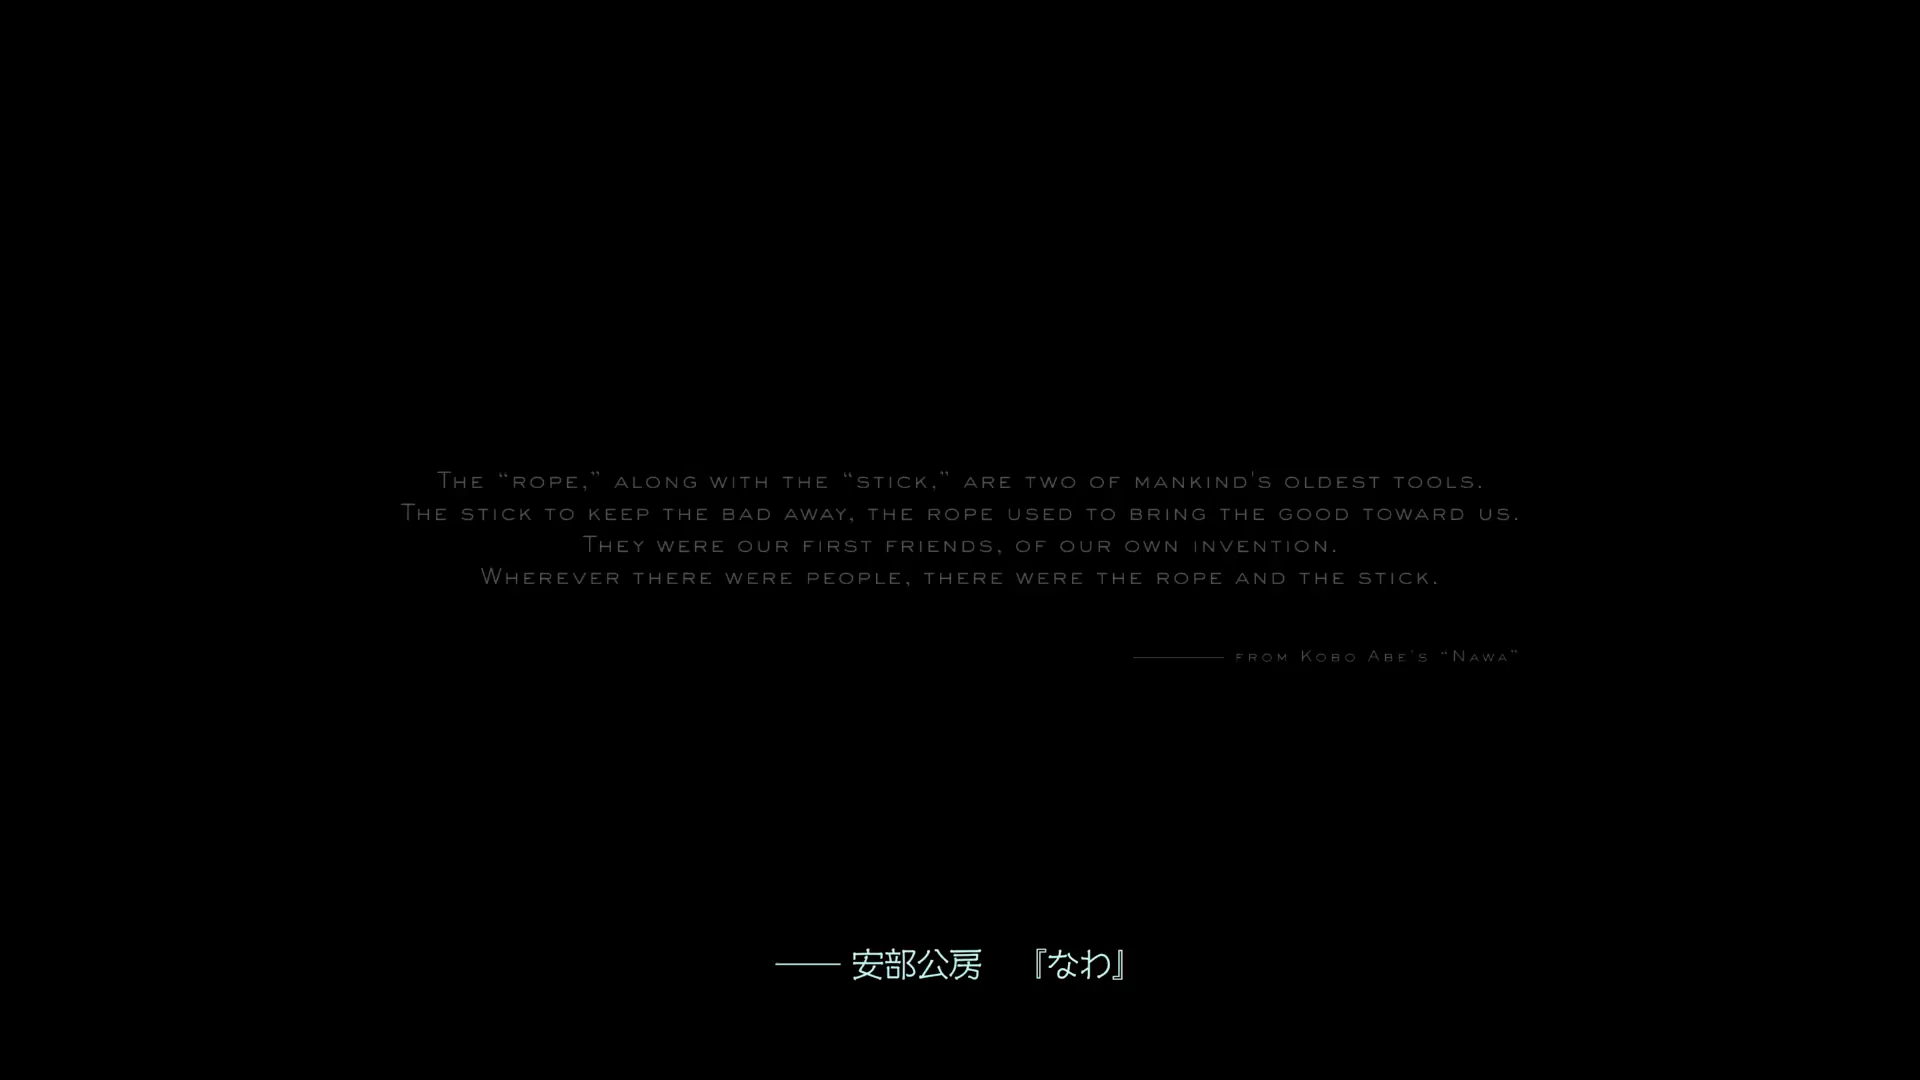 The “rope,” along with the “stick,” are two of mankind's oldest tools.
The stick to keep the bad away, the rope used to bring the good toward us.
They were our first friends, of our own invention.
Wherever there were people, there were the rope and the stick.
—— from Kobo Abe's “Nawa”
——安部公房　『なわ』